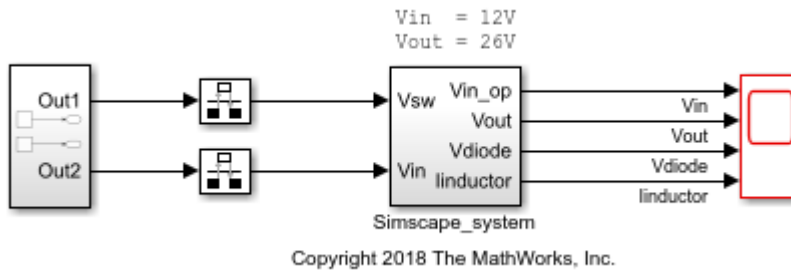 Vin = 12V
Vout = 26V
Out1
Out2
Vsw
Vin
Vin_op
Vout
Vdiode
Iinductor
Vin
Vout
Vdiode
Iinductor
Simscape_system
Copyright 2018 The MathWorks, Inc.